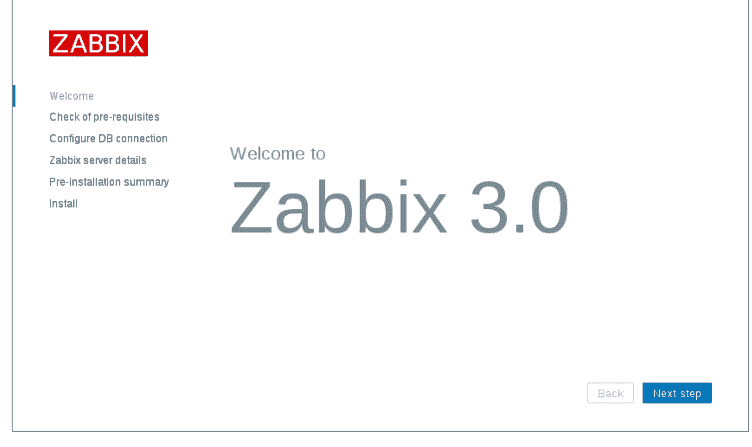 ZABBIX
Welcome
Check of pre-requisites
Configure DB connection
Zabbix server details
Pre-Installation summary
Install
Welcome to
Zabbix 3.0
Back
Next step